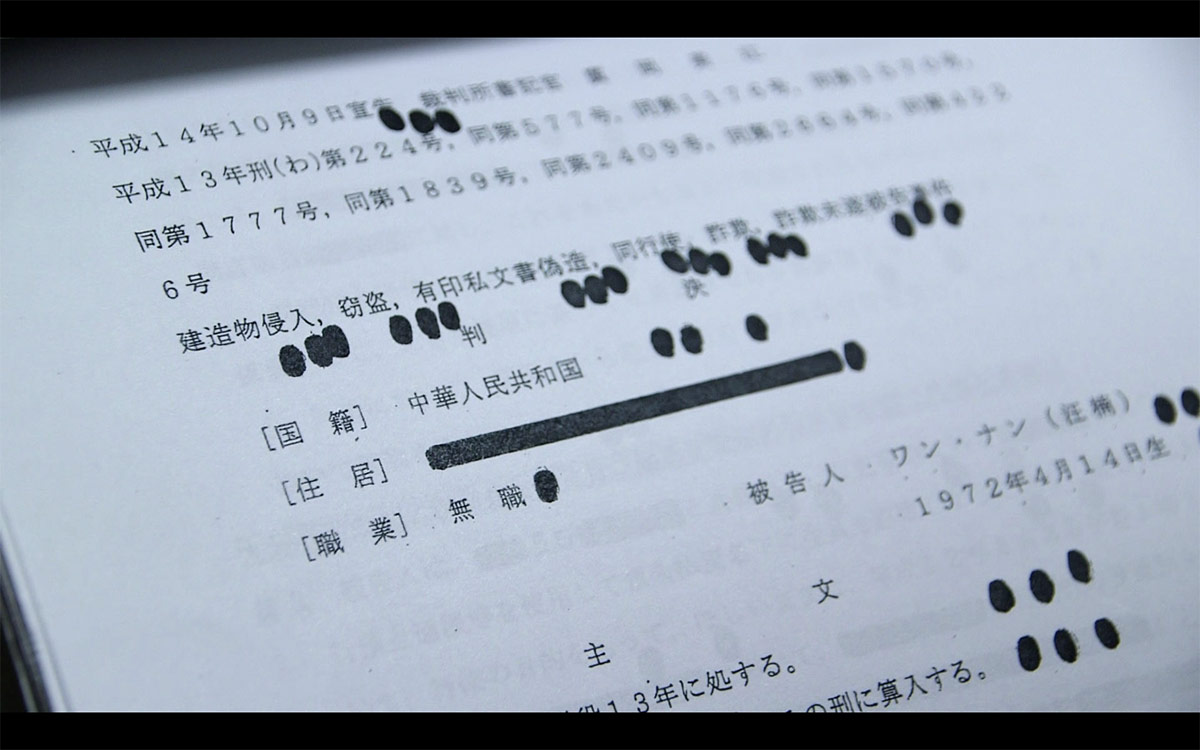 平成14年10月9日宣告 裁判所書記官
平成13年刑(わ)第224号，同第577号，同第1176号，同第1570号，
同第1777号，同第1839号，同第2409号，同第2664号，同第
6号
建造物侵入，窃盗，有印私文書偽造，同行使，詐欺，詐欺未遂被告事件
判 決
[国 籍] 中華人民共和国
[住 居]
[職 業] 無 職
被 告 人 ワン・ナン（汪楠）
1972年4月14日生
主 文
役13年に処する。
の刑に算入する。